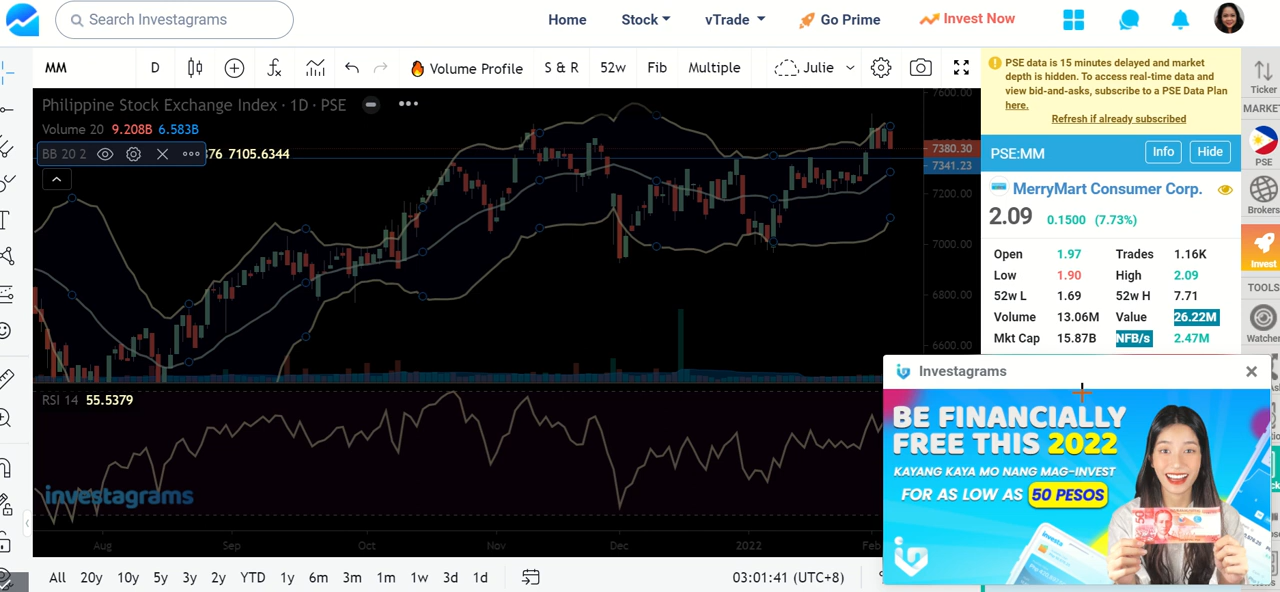 Search Investagrams
Home
Stock
vTrade
Go Prime
Invest Now
MM
D
Volume Profile
S & R
52w
Fib
Multiple
Julie
Philippine Stock Exchange Index · 1D · PSE
Volume 20 9.208B 6.583B
BB 20 2
376 7105.6344
7600.00
7380.30
7341.23
7200.00
7000.00
6800.00
6600.00
RSI 14 55.5379
investagrams
Aug Sep Oct Nov Dec 2022 Feb
All 20y 10y 5y 3y 2y YTD 1y 6m 3m 1m 1w 3d 1d
03:01:41 (UTC+8)
PSE data is 15 minutes delayed and market
depth is hidden. To access real-time data and
view bid-and-asks, subscribe to a PSE Data Plan
here.
Refresh if already subscribed
PSE:MM
Info
Hide
MerryMart Consumer Corp.
2.09 0.1500 (7.73%)
Open 1.97 Trades 1.16K
Low 1.90 High 2.09
52w L 1.69 52w H 7.71
Volume 13.06M Value 26.22M
Mkt Cap 15.87B NFB/s 2.47M
Ticker
MARKE
PSE
Brokers
Invest
TOOLS
Watcher
Investagrams
BE FINANCIALLY
FREE THIS 2022
KAYANG KAYA MO NANG MAG-INVEST
FOR AS LOW AS 50 PESOS